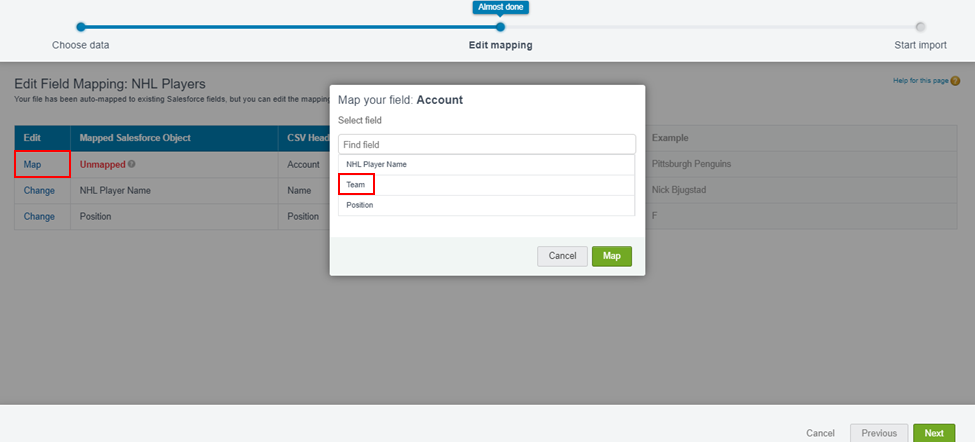 Almost done
Choose data
Edit mapping
Start import
Edit Field Mapping: NHL Players
Help for this page
Your file has been auto-mapped to existing Salesforce fields, but you can edit the mapping
Edit Mapped Salesforce Object CSV Head Example
Map Unmapped Account Pittsburgh Penguins
Change NHL Player Name Name Nick Bjugstad
Change Position Position F
Map your field: Account
Select field
Find field
NHL Player Name
Team
Position
Cancel Map
Cancel Previous Next